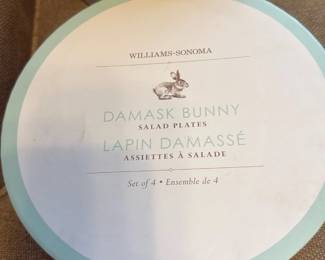 WILLIAMS-SONOMA
DAMASK BUNNY
SALAD PLATES
LAPIN DAMASSÉ
ASSIETTES À SALADE
Set of 4 • Ensemble de 4